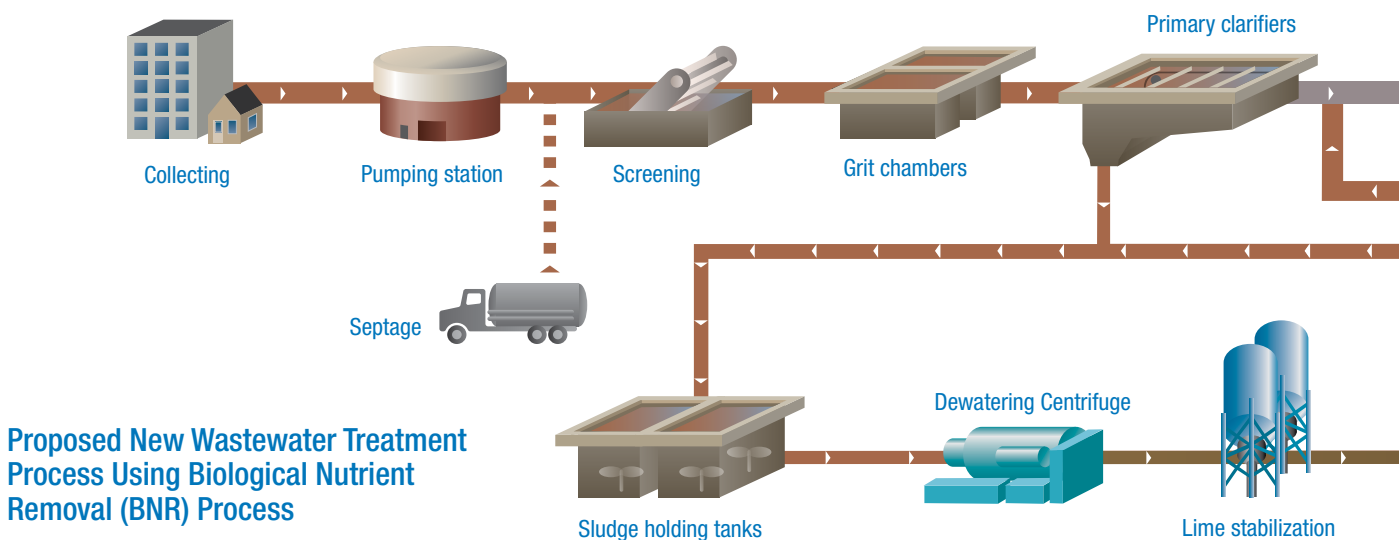 Primary clarifiers
Collecting
Pumping station
Screening
Grit chambers
Septage
Dewatering Centrifuge
Proposed New Wastewater Treatment
Process Using Biological Nutrient
Removal (BNR) Process
Sludge holding tanks
Lime stabilization